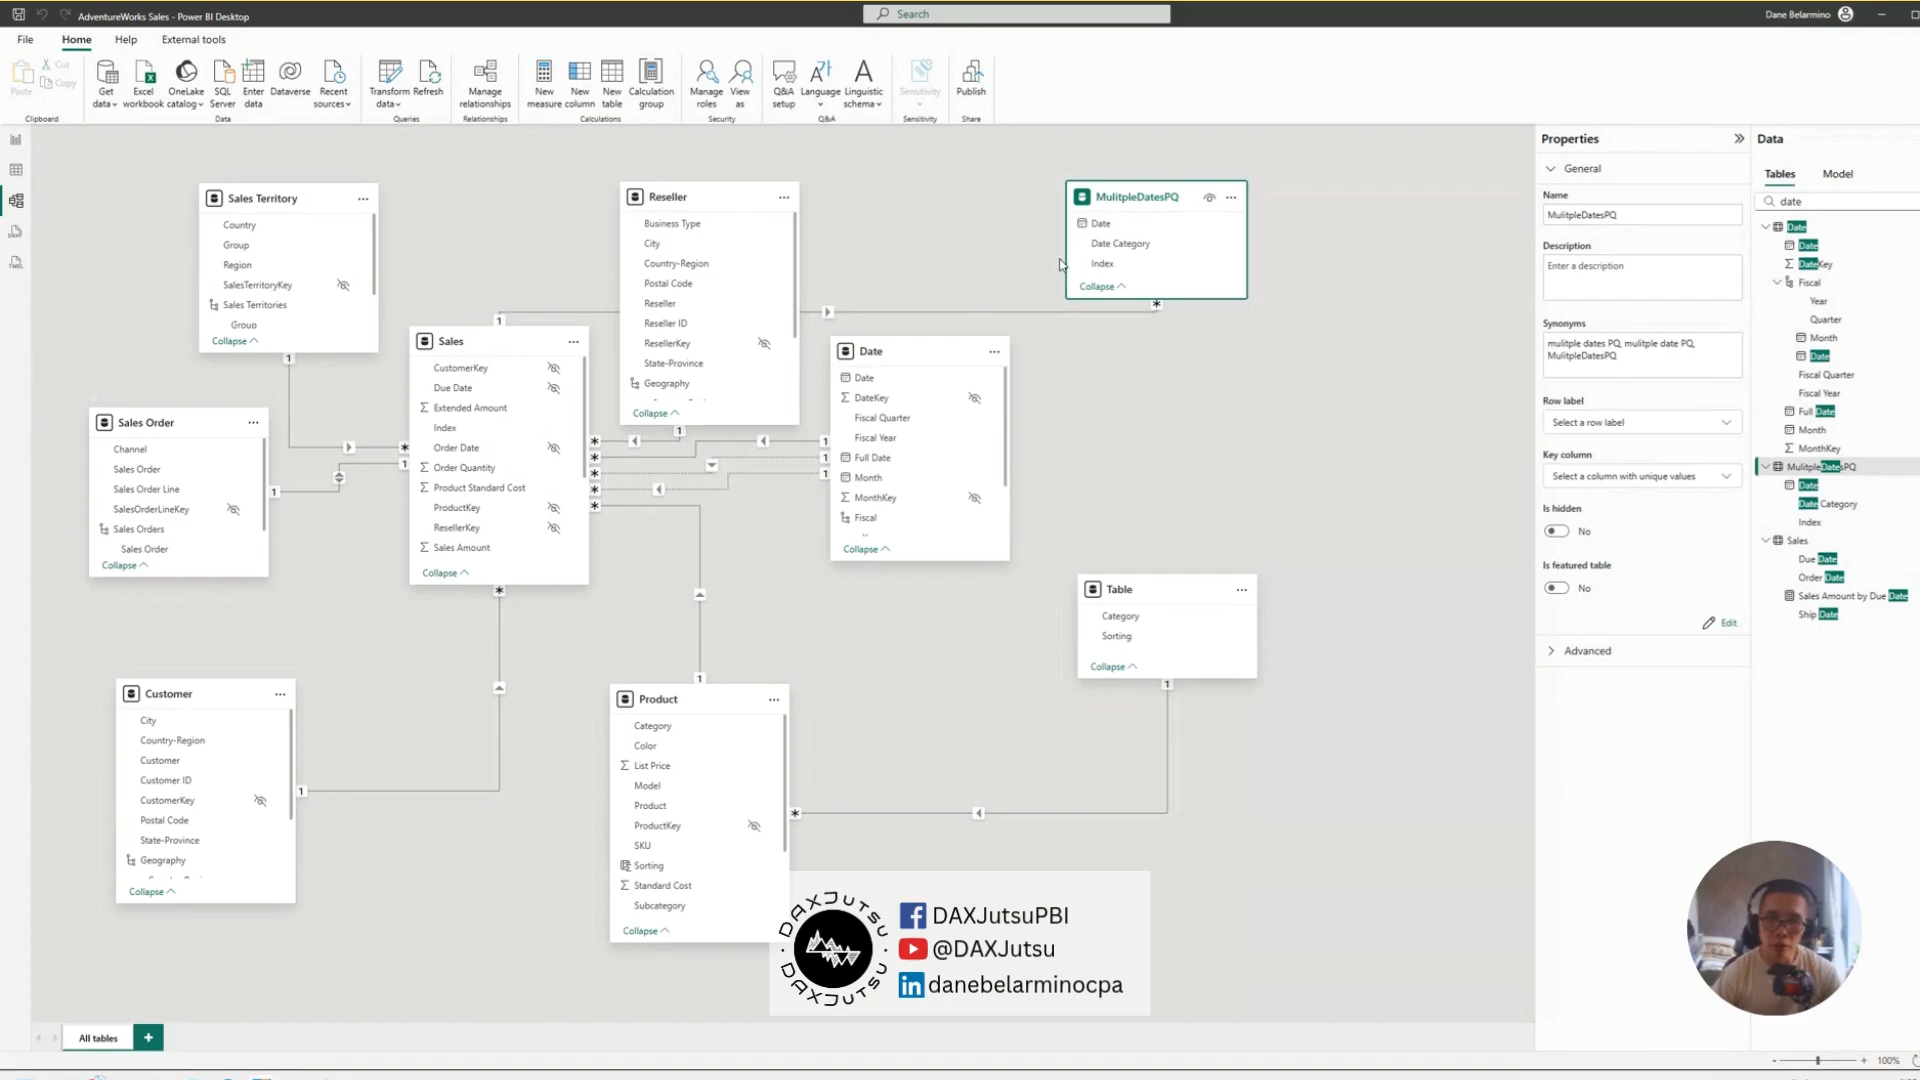 AdventureWorks Sales - Power BI Desktop
Search
Dane Belarmino
File
Home
Help
External tools
Paste
Cut
Copy
Get data
Excel workbook
OneLake catalog
SQL Server
Enter data
Dataverse
Recent sources
Transform data
Refresh
Manage relationships
New measure
New column
New table
Calculation group
Manage roles
View as
Q&A setup
Language
Linguistic schema
Sensitivity
Publish
Clipboard
Data
Queries
Relationships
Calculations
Security
Q&A
Sensitivity
Share
Sales Territory
Country
Group
Region
SalesTerritoryKey
Sales Territories
Group
Collapse
1
Reseller
Business Type
City
Country-Region
Postal Code
Reseller
Reseller ID
ResellerKey
State-Province
Geography
Collapse
1
MulitpleDatesPQ
Date
Date Category
Index
Collapse
*
Sales
CustomerKey
Due Date
Extended Amount
Index
Order Date
Order Quantity
Product Standard Cost
ProductKey
ResellerKey
Sales Amount
Collapse
1
*
1
*
*
*
*
*
*
Date
Date
DateKey
Fiscal Quarter
Fiscal Year
Full Date
Month
MonthKey
Fiscal
Collapse
1
1
1
Sales Order
Channel
Sales Order
Sales Order Line
SalesOrderLineKey
Sales Orders
Sales Order
Collapse
1
Table
Category
Sorting
Collapse
1
Customer
City
Country-Region
Customer
Customer ID
CustomerKey
Postal Code
State-Province
Geography
Collapse
1
Product
Category
Color
List Price
Model
Product
ProductKey
SKU
Sorting
Standard Cost
Subcategory
Collapse
1
*
DAXJUTSU
DAXJUTSU
DAXJutsuPBI
@DAXJutsu
in danebelarminocpa
All tables
+
Properties
General
Name
MulitpleDatesPQ
Description
Enter a description
Synonyms
mulitple dates PQ, mulitple date PQ,
MulitpleDatesPQ
Row label
Select a row label
Key column
Select a column with unique values
Is hidden
No
Is featured table
No
Edit
Advanced
Data
Tables
Model
date
Date
Date
DateKey
Fiscal
Year
Quarter
Month
Date
Fiscal Quarter
Fiscal Year
Full Date
Month
MonthKey
MulitpleDatesPQ
Date
Date Category
Index
Sales
Due Date
Order Date
Sales Amount by Due Date
Ship Date
- + 100%